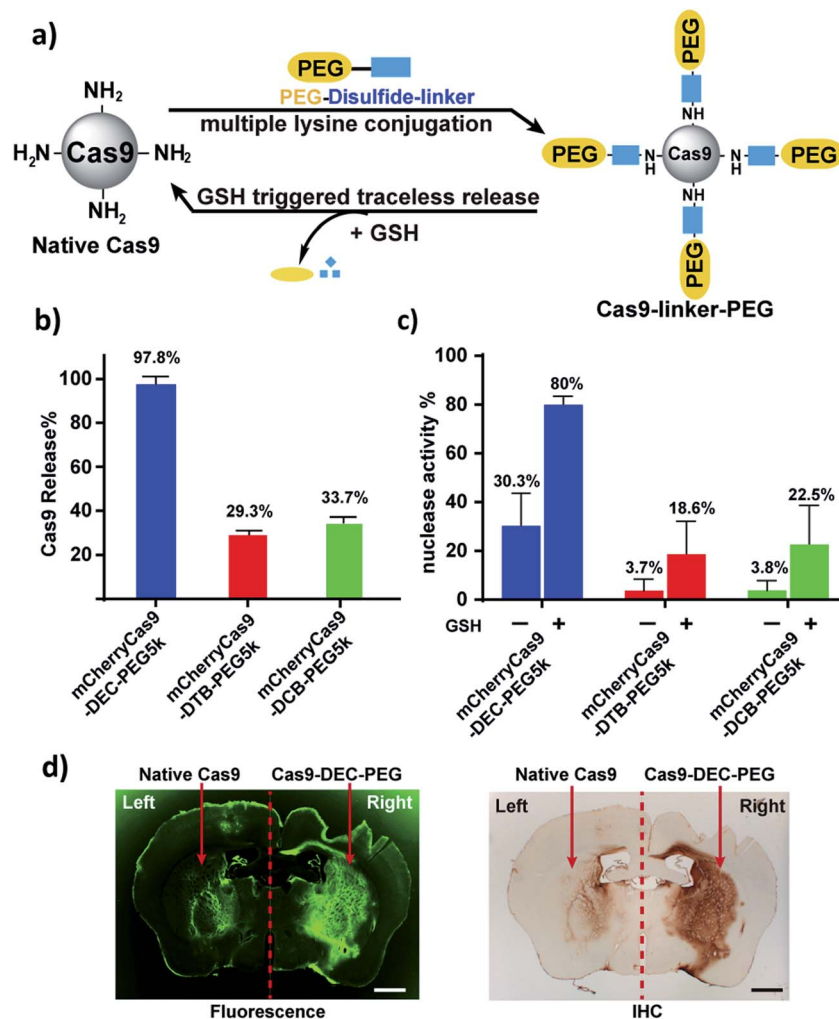 a)
PEG
PEG-Disulfide-linker
multiple lysine conjugation
GSH triggered traceless release
+ GSH
NH2
H2N
Cas9
NH2
NH2
Native Cas9
PEG
NH
PEG
N
H
Cas9
N
H
PEG
NH
PEG
Cas9-linker-PEG
b)
Cas9 Release%
100
80
60
40
20
97.8%
29.3%
33.7%
mCherryCas9
-DEC-PEG5k
mCherryCas9
-DTB-PEG5k
mCherryCas9
-DCB-PEG5k
c)
nuclease activity %
100
80
60
40
20
0
30.3%
80%
3.7%
18.6%
3.8%
22.5%
GSH − + − + − +
mCherryCas9
-DEC-PEG5k
mCherryCas9
-DTB-PEG5k
mCherryCas9
-DCB-PEG5k
d)
Native Cas9 Cas9-DEC-PEG
Left Right
Fluorescence
Native Cas9 Cas9-DEC-PEG
Left Right
IHC